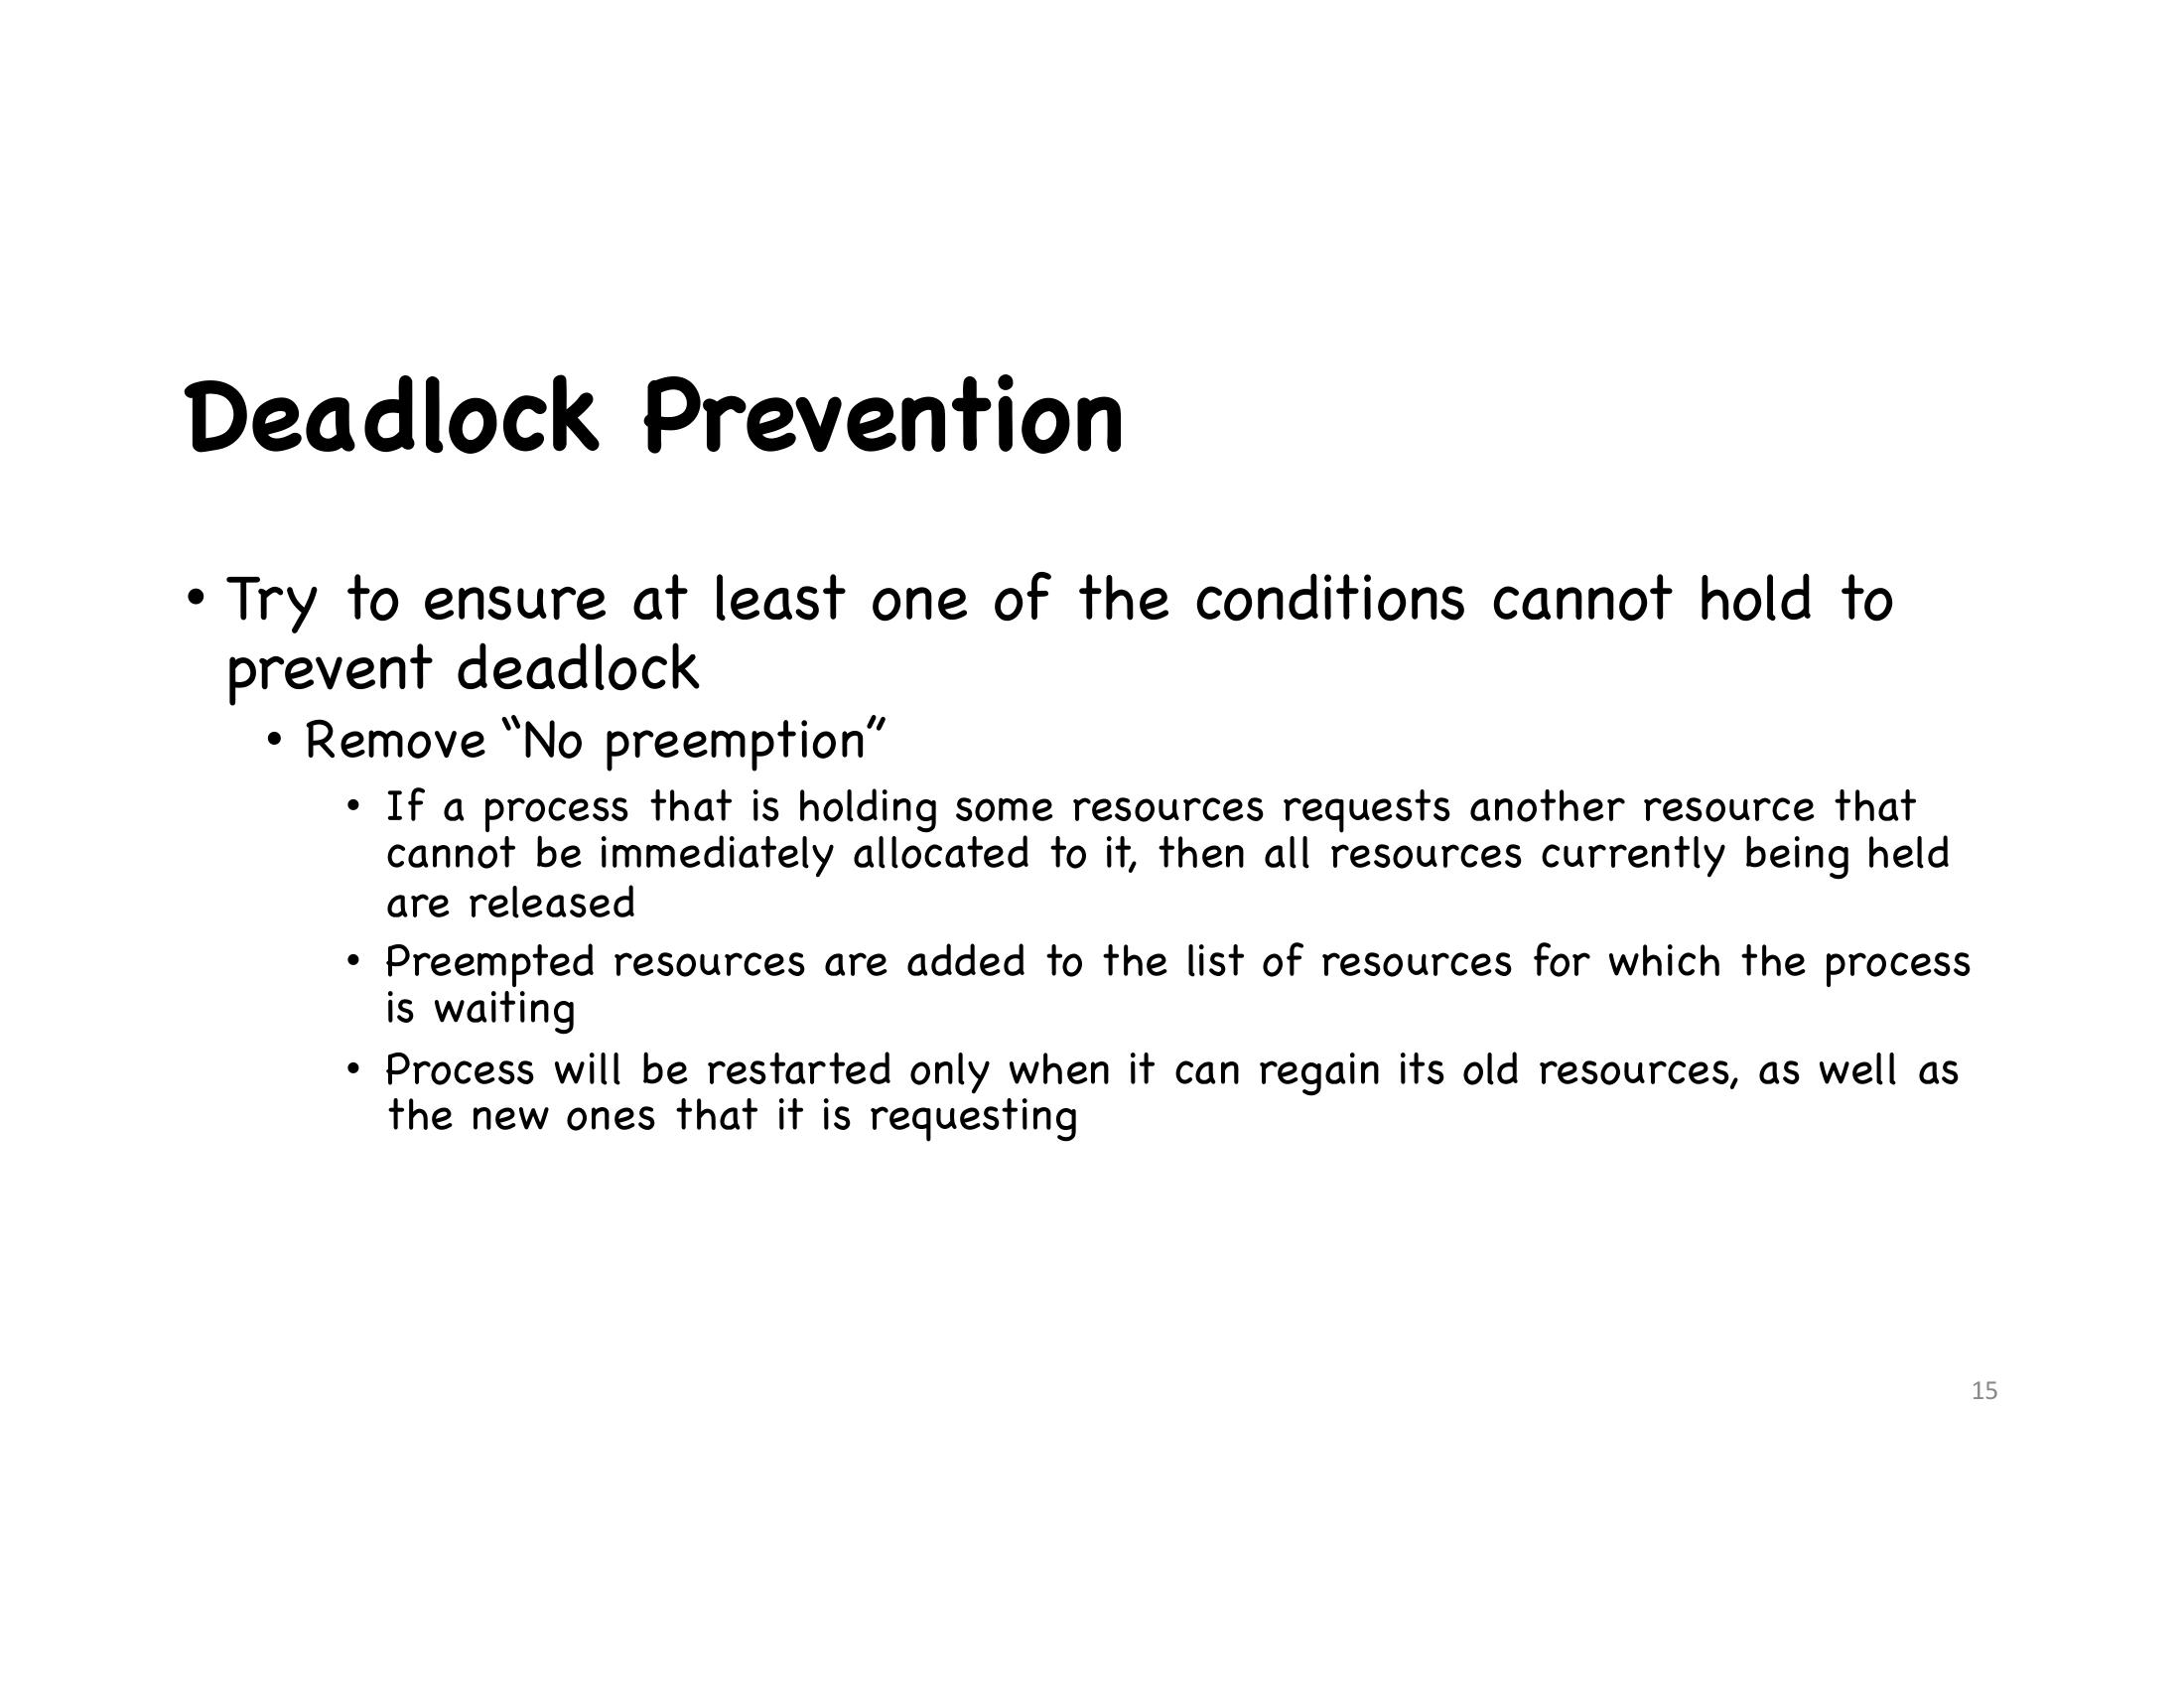 Deadlock Prevention
• Try to ensure at least one of the conditions cannot hold to
prevent deadlock
• Remove “No preemption”
• If a process that is holding some resources requests another resource that
cannot be immediately allocated to it, then all resources currently being held
are released
• Preempted resources are added to the list of resources for which the process
is waiting
• Process will be restarted only when it can regain its old resources, as well as
the new ones that it is requesting
15